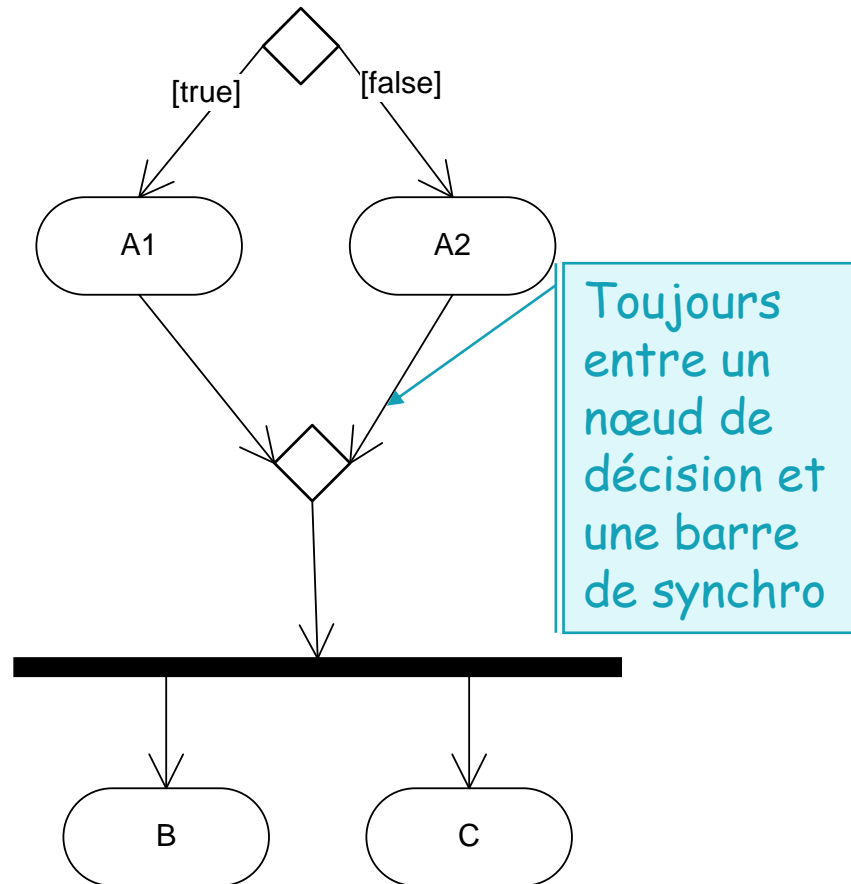 [true]
[false]
A1
A2
Toujours
entre un
nœud de
décision et
une barre
de synchro
B
C